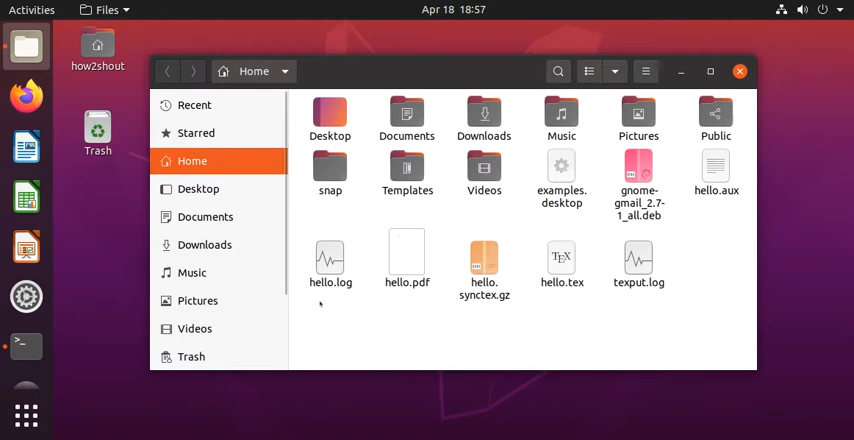 Activities
Files
Apr 18 18:57
how2shout
Trash
Home
Recent
Starred
Home
Desktop
Documents
Downloads
Music
Pictures
Videos
Trash
Desktop
Documents
Downloads
Music
Pictures
Public
snap
Templates
Videos
examples.
desktop
gnome-
gmail_2.7-
1_all.deb
hello.aux
hello.log
hello.pdf
hello.
synctex.gz
TEX
hello.tex
texput.log